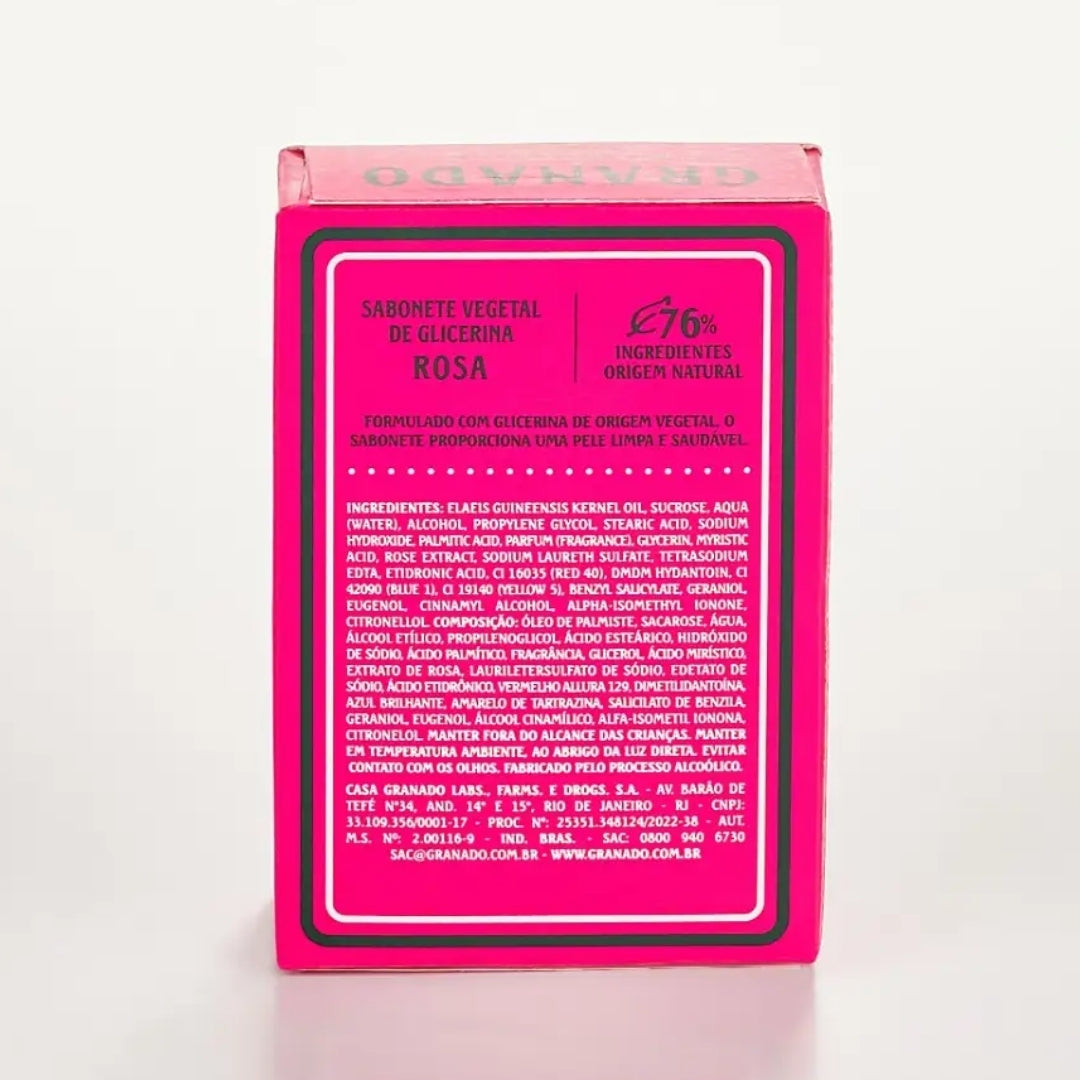 GRANADO
SABONETE VEGETAL
DE GLICERINA
ROSA
76%
INGREDIENTES
ORIGEM NATURAL
FORMULADO COM GLICERINA DE ORIGEM VEGETAL, O
SABONETE PROPORCIONA UMA PELE LIMPA E SAUDÁVEL.
INGREDIENTES: ELAEIS GUINEENSIS KERNEL OIL, SUCROSE, AQUA
(WATER), ALCOHOL, PROPYLENE GLYCOL, STEARIC ACID, SODIUM
HYDROXIDE, PALMITIC ACID, PARFUM (FRAGRANCE), GLYCERIN, MYRISTIC
ACID, ROSE EXTRACT, SODIUM LAURETH SULFATE, TETRASODIUM
EDTA, ETIDRONIC ACID, CI 16035 (RED 40), DMDM HYDANTOIN, CI
42090 (BLUE 1), CI 19140 (YELLOW 5), BENZYL SALICYLATE, GERANIOL,
EUGENOL, CINNAMYL ALCOHOL, ALPHA-ISOMETHYL IONONE,
CITRONELLOL. COMPOSIÇÃO: ÓLEO DE PALMISTE, SACAROSE, ÁGUA,
ÁLCOOL ETÍLICO, PROPILENOGLICOL, ÁCIDO ESTEÁRICO, HIDRÓXIDO
DE SÓDIO, ÁCIDO PALMÍTICO, FRAGRÂNCIA, GLICEROL, ÁCIDO MIRÍSTICO,
EXTRATO DE ROSA, LAURILETERSULFATO DE SÓDIO, EDETATO DE
SÓDIO, ÁCIDO ETIDRÔNICO, VERMELHO ALLURA 129, DIMETILIDANTOÍNA,
AZUL BRILHANTE, AMARELO DE TARTRAZINA, SALICILATO DE BENZILA,
GERANIOL, EUGENOL, ÁLCOOL CINAMÍLICO, ALFA-ISOMETIL IONONA,
CITRONELOL. MANTER FORA DO ALCANCE DAS CRIANÇAS. MANTER
EM TEMPERATURA AMBIENTE, AO ABRIGO DA LUZ DIRETA. EVITAR
CONTATO COM OS OLHOS. FABRICADO PELO PROCESSO ALCOÓLICO.
CASA GRANADO LABS., FARMS. E DROGS. S.A. - AV. BARÃO DE
TEFÉ Nº34, AND. 14º E 15º, RIO DE JANEIRO - RJ - CNPJ:
33.109.356/0001-17 - PROC. Nº: 25351.348124/2022-38 - AUT.
M.S. Nº: 2.00116-9 - IND. BRAS. - SAC: 0800 940 6730
SAC@GRANADO.COM.BR - WWW.GRANADO.COM.BR